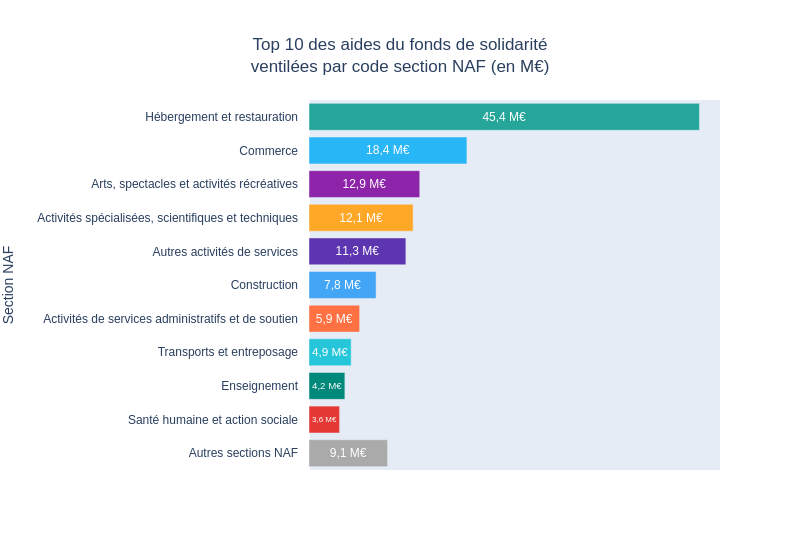 Top 10 des aides du fonds de solidarité
ventilées par code section NAF (en M€)
Section NAF
Hébergement et restauration 45,4 M€
Commerce 18,4 M€
Arts, spectacles et activités récréatives 12,9 M€
Activités spécialisées, scientifiques et techniques 12,1 M€
Autres activités de services 11,3 M€
Construction 7,8 M€
Activités de services administratifs et de soutien 5,9 M€
Transports et entreposage 4,9 M€
Enseignement 4,2 M€
Santé humaine et action sociale 3,6 M€
Autres sections NAF 9,1 M€